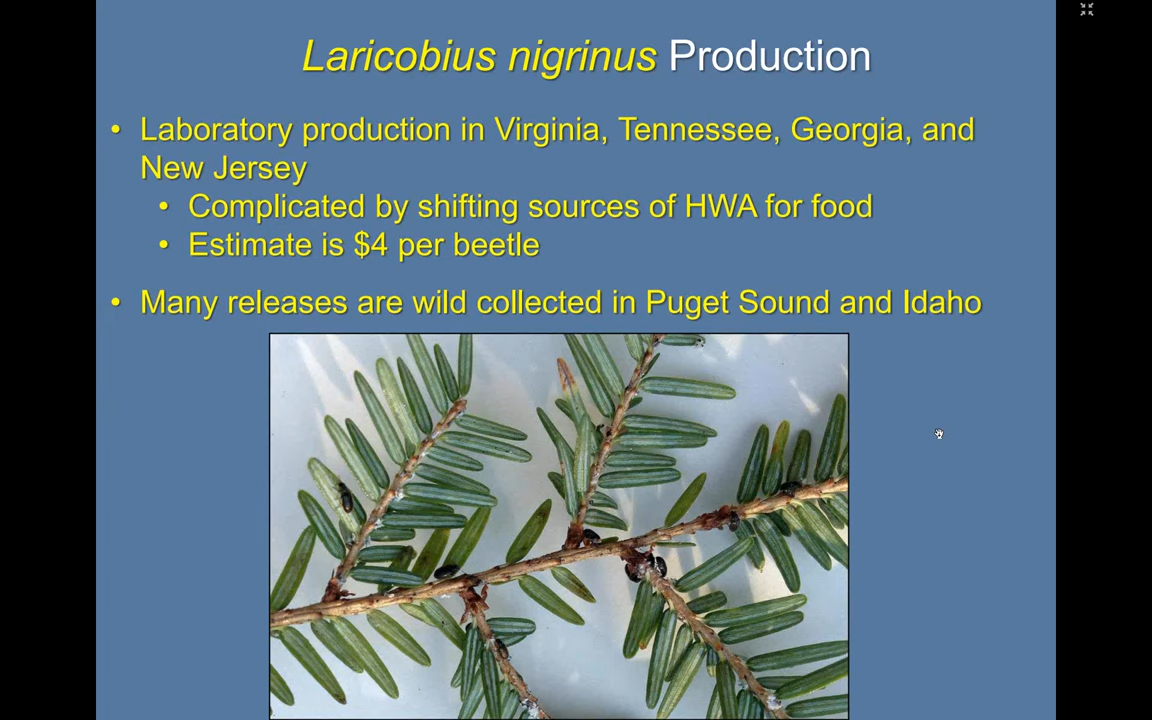 Laricobius nigrinus Production
• Laboratory production in Virginia, Tennessee, Georgia, and
New Jersey
• Complicated by shifting sources of HWA for food
• Estimate is $4 per beetle
• Many releases are wild collected in Puget Sound and Idaho